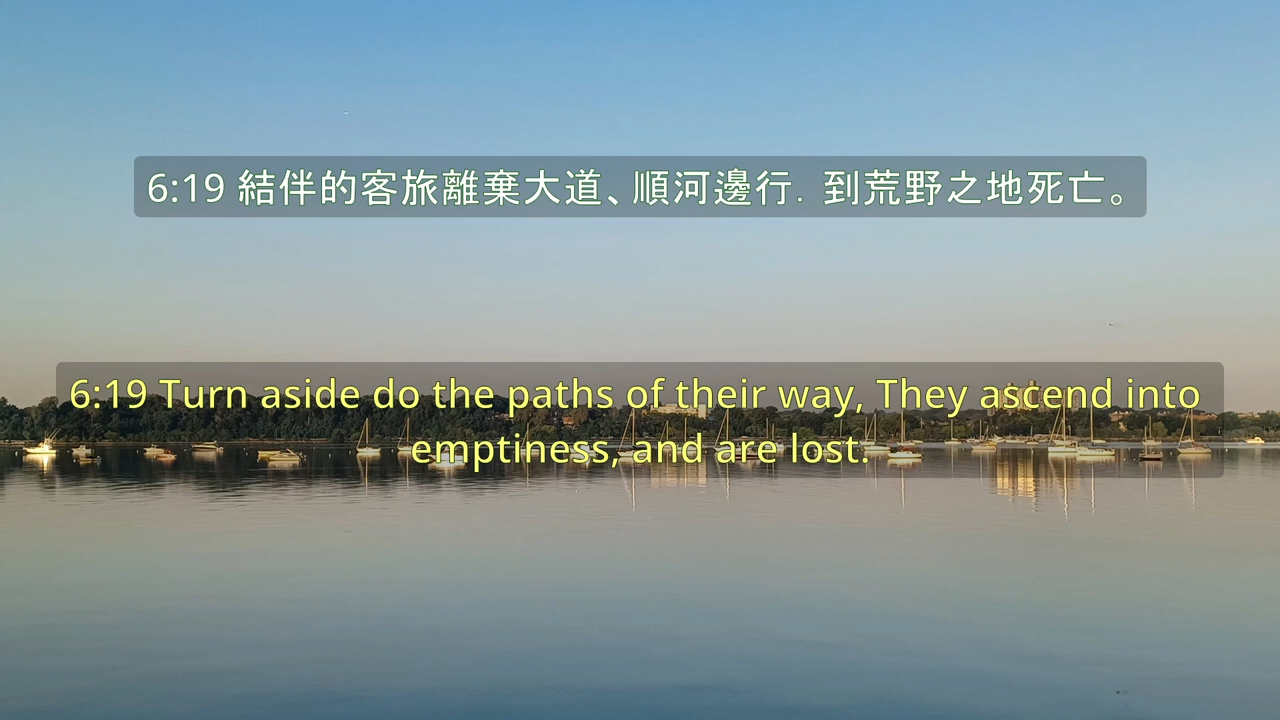 6:19 結伴的客旅離棄大道、順河邊行．到荒野之地死亡。
6:19 Turn aside do the paths of their way, They ascend into
emptiness, and are lost.